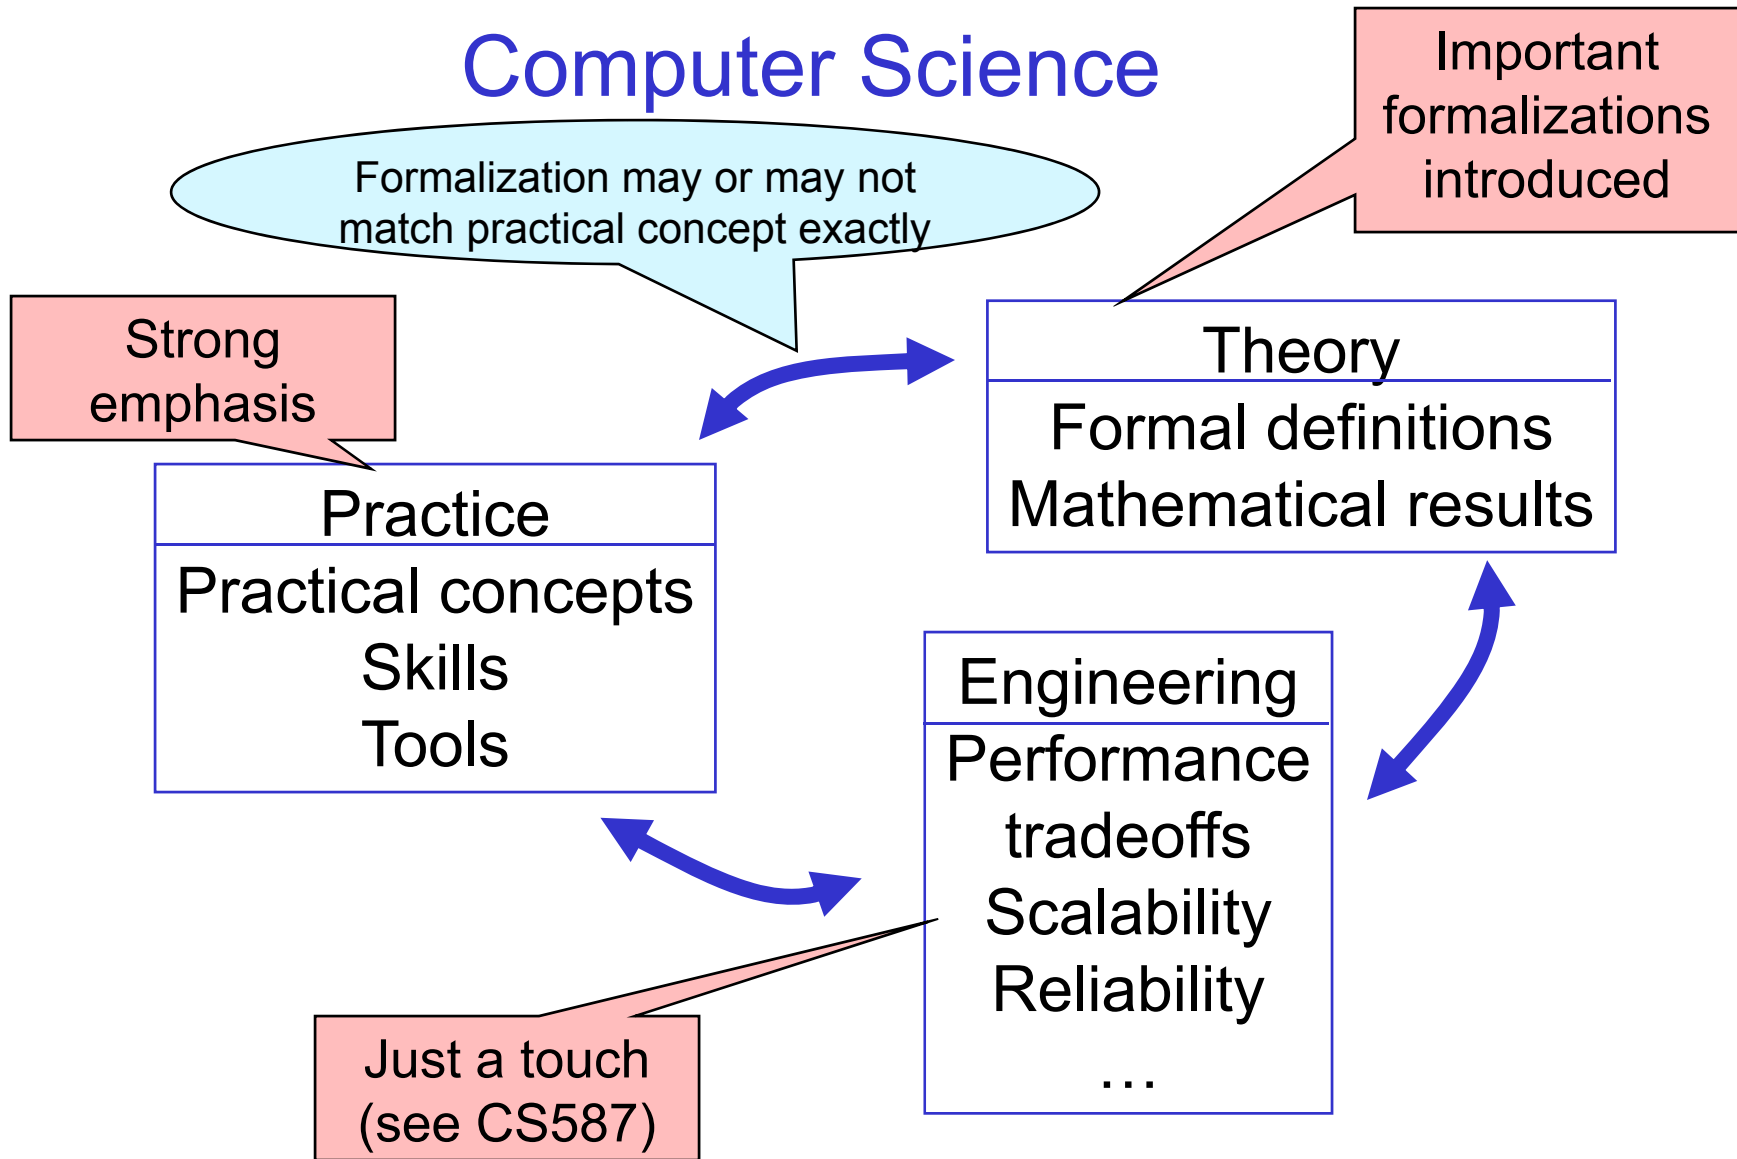 Computer Science
Important
formalizations
introduced
Formalization may or may not
match practical concept exactly
Strong
emphasis
Theory
Formal definitions
Mathematical results
Practice
Practical concepts
Skills
Tools
Engineering
Performance
tradeoffs
Scalability
Reliability
…
Just a touch
(see CS587)